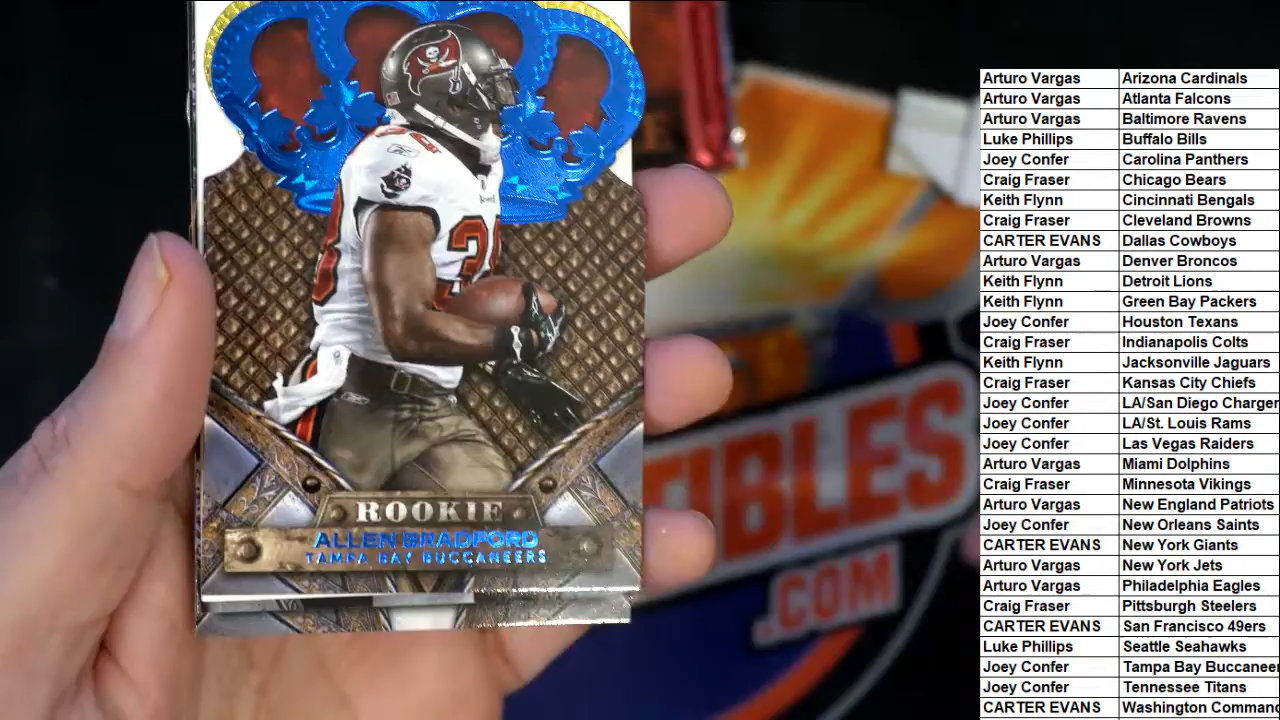 ROOKIE
ALLEN BRADFORD
TAMPA BAY BUCCANEERS
IBLES
.COM
Arturo Vargas Arizona Cardinals
Arturo Vargas Atlanta Falcons
Arturo Vargas Baltimore Ravens
Luke Phillips Buffalo Bills
Joey Confer Carolina Panthers
Craig Fraser Chicago Bears
Keith Flynn Cincinnati Bengals
Craig Fraser Cleveland Browns
CARTER EVANS Dallas Cowboys
Arturo Vargas Denver Broncos
Keith Flynn Detroit Lions
Keith Flynn Green Bay Packers
Joey Confer Houston Texans
Craig Fraser Indianapolis Colts
Keith Flynn Jacksonville Jaguars
Craig Fraser Kansas City Chiefs
Joey Confer LA/San Diego Charger
Joey Confer LA/St. Louis Rams
Joey Confer Las Vegas Raiders
Arturo Vargas Miami Dolphins
Craig Fraser Minnesota Vikings
Arturo Vargas New England Patriots
Joey Confer New Orleans Saints
CARTER EVANS New York Giants
Arturo Vargas New York Jets
Arturo Vargas Philadelphia Eagles
Craig Fraser Pittsburgh Steelers
CARTER EVANS San Francisco 49ers
Luke Phillips Seattle Seahawks
Joey Confer Tampa Bay Buccaneer
Joey Confer Tennessee Titans
CARTER EVANS Washington Command